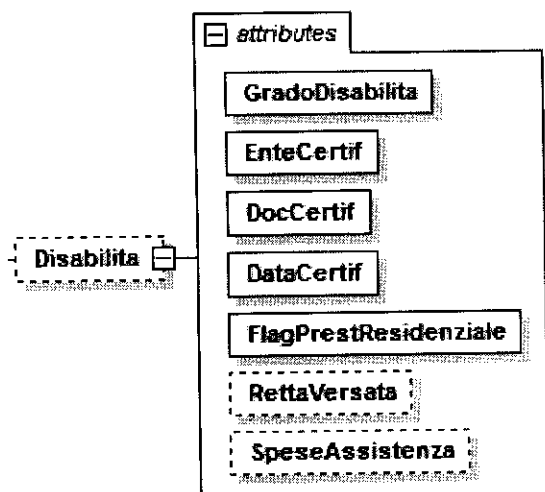 attributes
GradoDisabilita
EnteCertif
DocCertif
Disabilita
DataCertif
FlagPrestResidenziale
RettaVersata
SpeseAssistenza